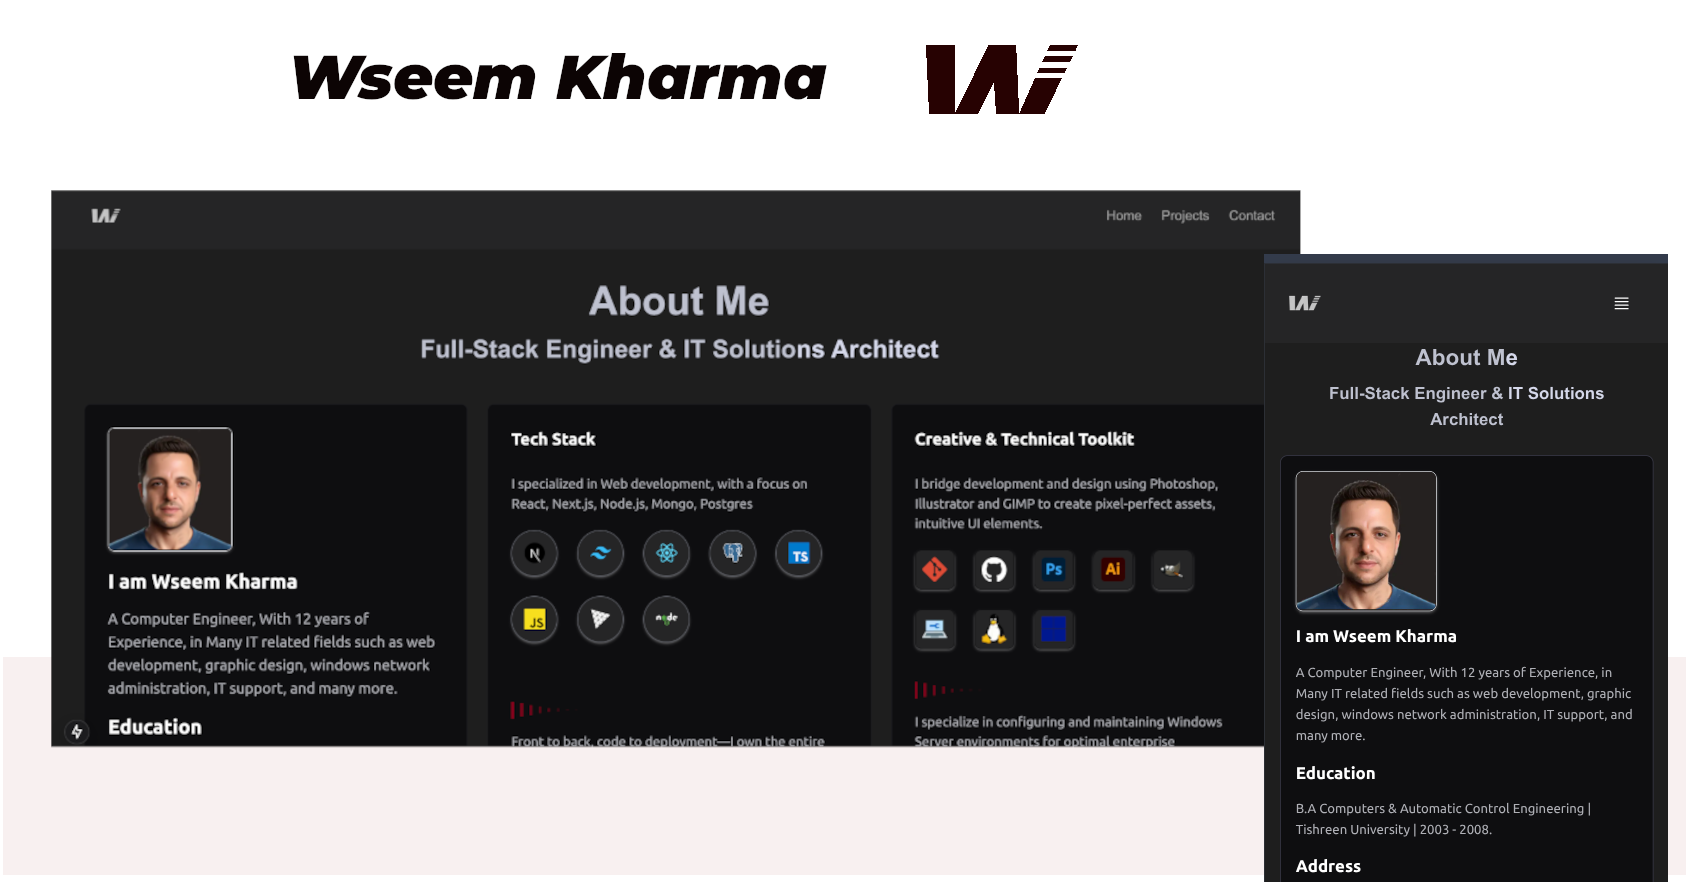 Wseem Kharma
W
W
Home Projects Contact
About Me
Full-Stack Engineer & IT Solutions Architect
I am Wseem Kharma
A Computer Engineer, With 12 years of
Experience, in Many IT related fields such as web
development, graphic design, windows network
administration, IT support, and many more.
Education
Tech Stack
I specialized in Web development, with a focus on
React, Next.js, Node.js, Mongo, Postgres
N
TS
JS
node
Front to back, code to deployment—I own the entire
Creative & Technical Toolkit
I bridge development and design using Photoshop,
Illustrator and GIMP to create pixel-perfect assets,
intuitive UI elements.
Ps
Ai
I specialize in configuring and maintaining Windows
Server environments for optimal enterprise
W
About Me
Full-Stack Engineer & IT Solutions
Architect
I am Wseem Kharma
A Computer Engineer, With 12 years of Experience, in
Many IT related fields such as web development, graphic
design, windows network administration, IT support, and
many more.
Education
B.A Computers & Automatic Control Engineering |
Tishreen University | 2003 - 2008.
Address